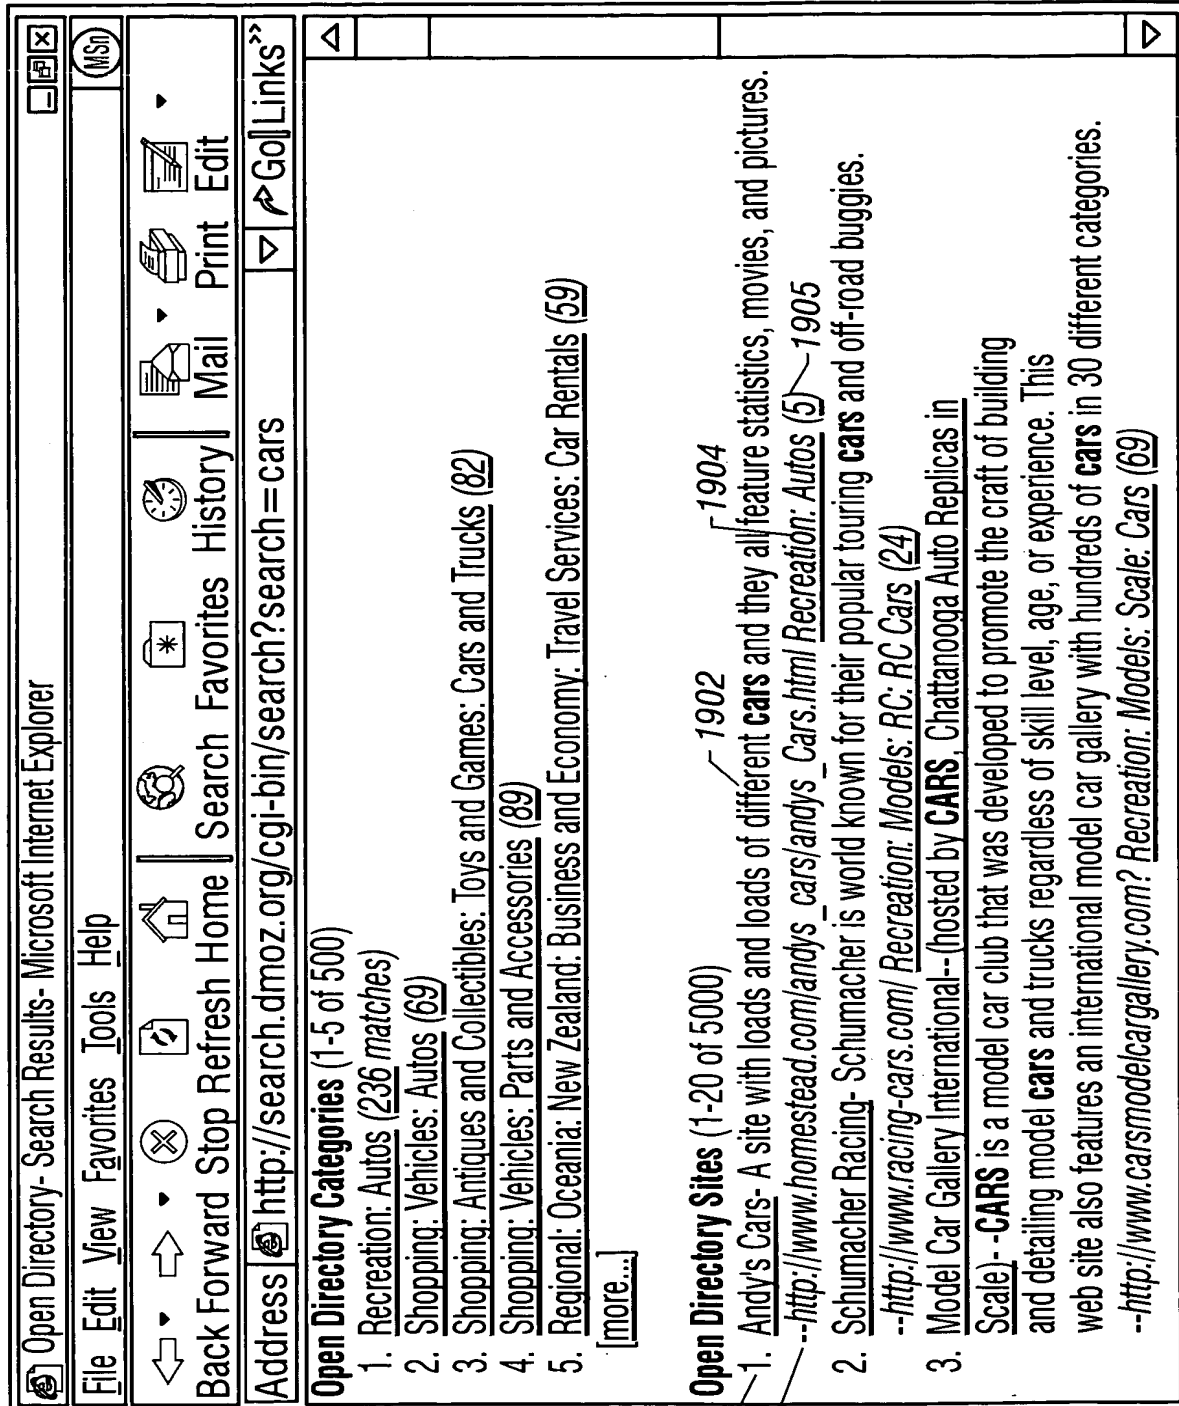 Open Directory- Search Results- Microsoft Internet Explorer
File Edit View Favorites Tools Help
MSn
Back Forward Stop Refresh Home Search Favorites History Mail Print Edit
Address http://search.dmoz.org/cgi-bin/search?search=cars Go Links»
Open Directory Categories (1-5 of 500)
1. Recreation: Autos (236 matches)
2. Shopping: Vehicles: Autos (69)
3. Shopping: Antiques and Collectibles: Toys and Games: Cars and Trucks (82)
4. Shopping: Vehicles: Parts and Accessories (89)
5. Regional: Oceania: New Zealand: Business and Economy: Travel Services: Car Rentals (59)
[more...]
1902
1904
Open Directory Sites (1-20 of 5000)
1. Andy's Cars- A site with loads and loads of different cars and they all feature statistics, movies, and pictures.
--http://www.homestead.com/andys_cars/andys_Cars.html Recreation: Autos (5) 1905
2. Schumacher Racing- Schumacher is world known for their popular touring cars and off-road buggies.
--http://www.racing-cars.com/ Recreation: Models: RC: RC Cars (24)
3. Model Car Gallery International--(hosted by CARS, Chattanooga Auto Replicas in
Scale)- -CARS is a model car club that was developed to promote the craft of building
and detailing model cars and trucks regardless of skill level, age, or experience. This
web site also features an international model car gallery with hundreds of cars in 30 different categories.
--http://www.carsmodelcargallery.com? Recreation: Models: Scale: Cars (69)